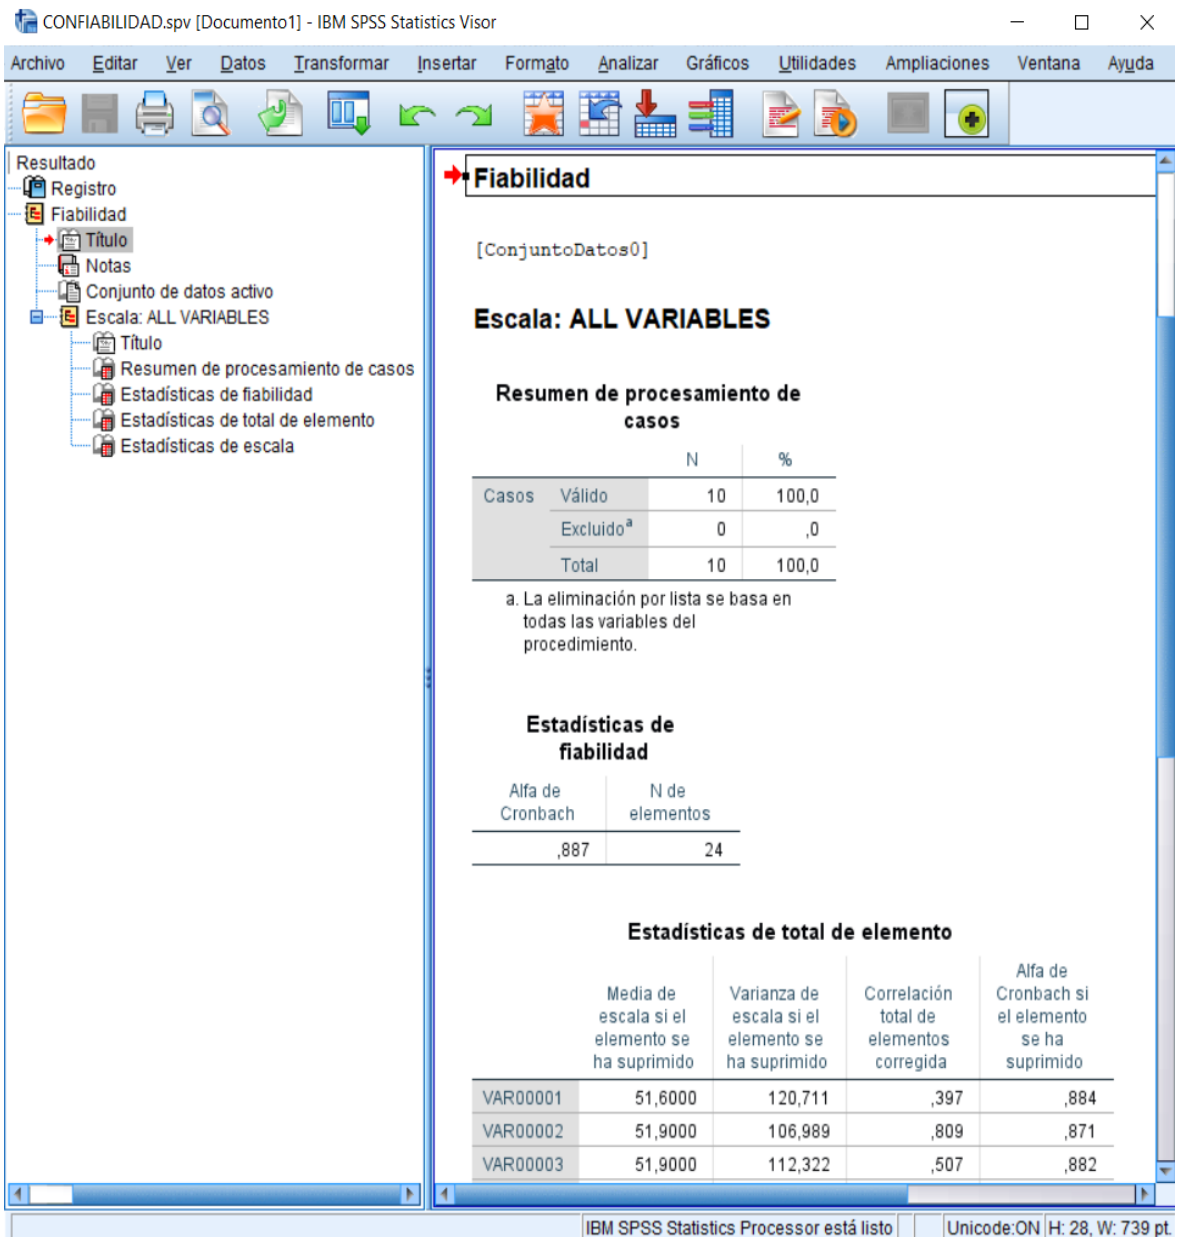 CONFIABILIDAD.spv [Documento1] - IBM SPSS Statistics Visor
Archivo Editar Ver Datos Transformar Insertar Formato Analizar Gráficos Utilidades Ampliaciones Ventana Ayuda
Resultado
Registro
Fiabilidad
Título
Notas
Conjunto de datos activo
Escala: ALL VARIABLES
Título
Resumen de procesamiento de casos
Estadísticas de fiabilidad
Estadísticas de total de elemento
Estadísticas de escala
Fiabilidad
[ConjuntoDatos0]
Escala: ALL VARIABLES
Resumen de procesamiento de
casos
N %
Casos Válido 10 100,0
Excluido a 0 ,0
Total 10 100,0
a. La eliminación por lista se basa en
todas las variables del
procedimiento.
Estadísticas de
fiabilidad
Alfa de
Cronbach
N de
elementos
,887 24
Estadísticas de total de elemento
Media de
escala si el
elemento se
ha suprimido
Varianza de
escala si el
elemento se
ha suprimido
Correlación
total de
elementos
corregida
Alfa de
Cronbach si
el elemento
se ha
suprimido
VAR00001 51,6000 120,711 ,397 ,884
VAR00002 51,9000 106,989 ,809 ,871
VAR00003 51,9000 112,322 ,507 ,882
IBM SPSS Statistics Processor está listo Unicode:ON H: 28, W: 739 pt.